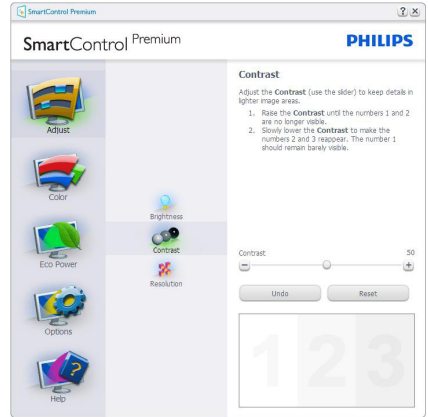 SmartControl Premium
SmartControl Premium
PHILIPS
Adjust
Color
Eco Power
Options
Help
Brightness
Contrast
Resolution
Contrast
Adjust the Contrast (use the slider) to keep details in
lighter image areas.
1. Raise the Contrast until the numbers 1 and 2
are no longer visible.
2. Slowly lower the Contrast to make the
numbers 2 and 3 reappear. The number 1
should remain barely visible.
Contrast 50
Undo Reset
1 2 3